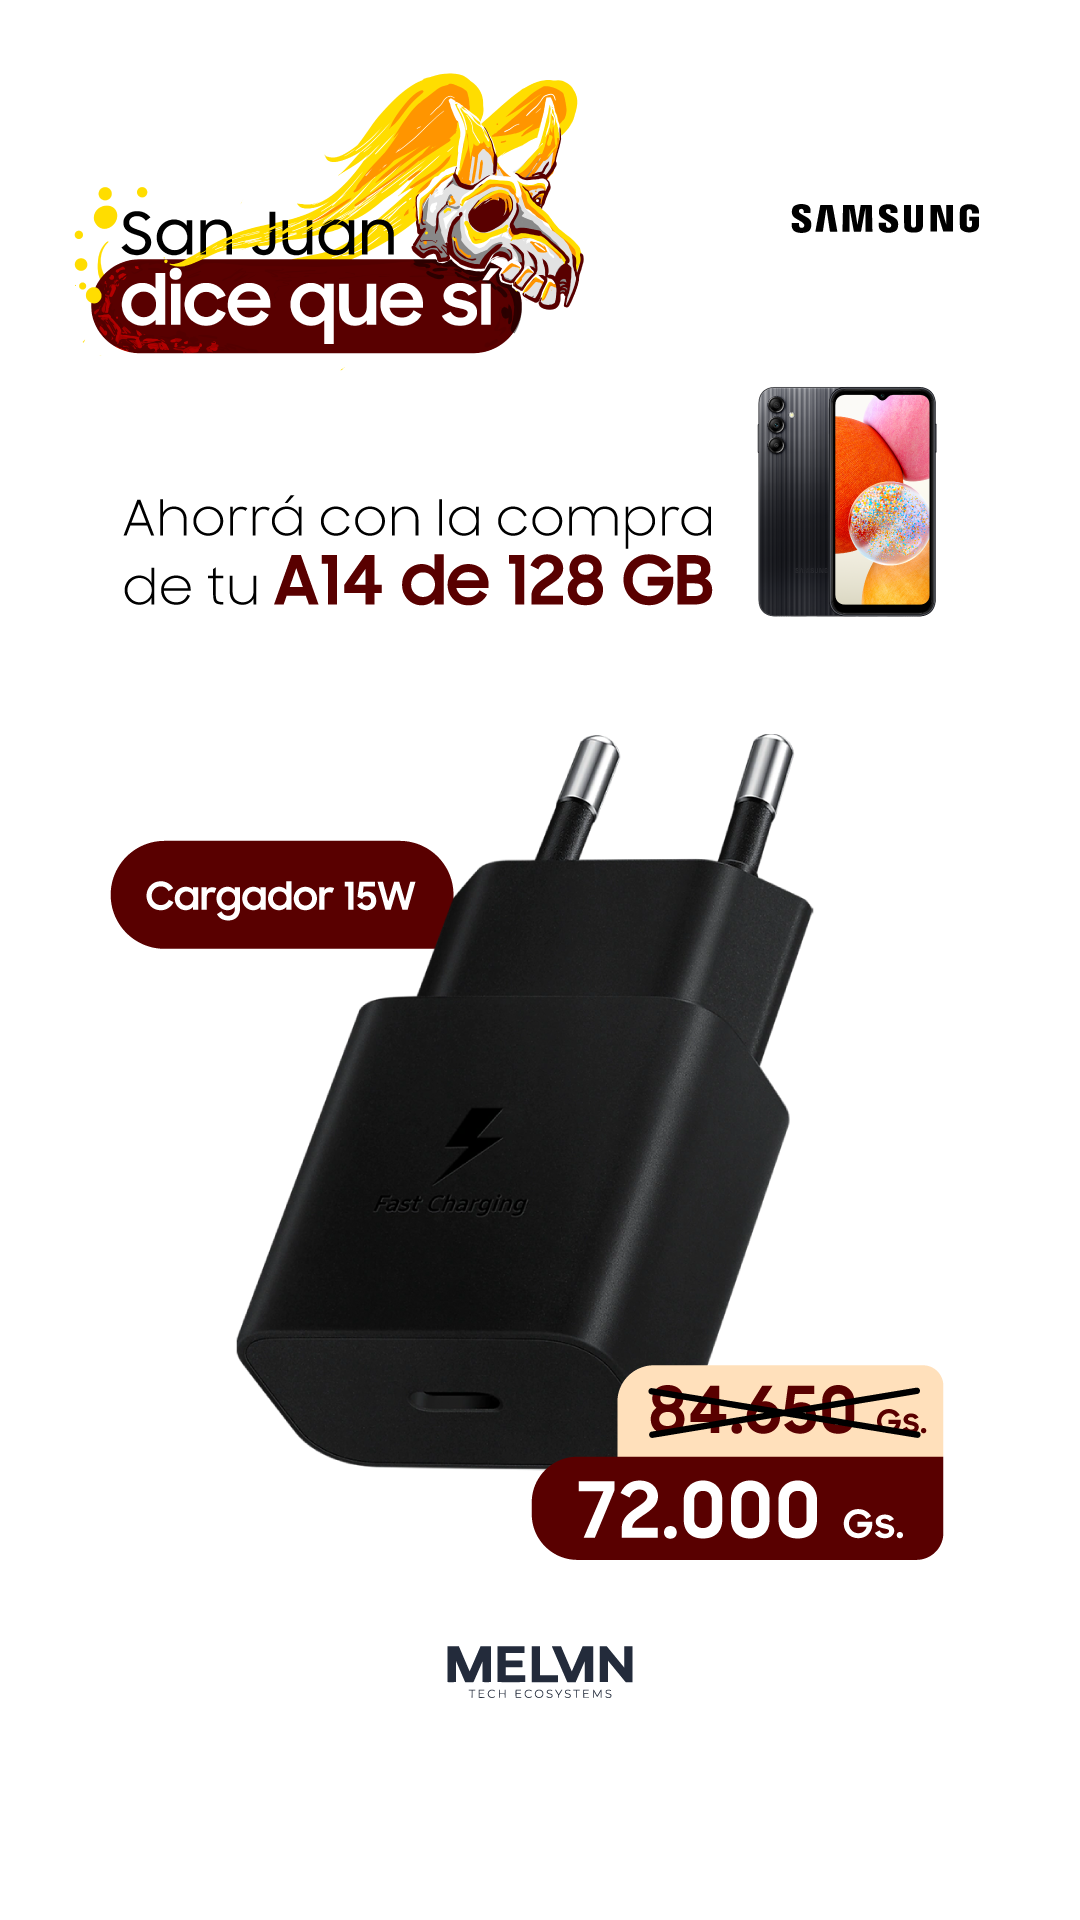 San Juan
dice que sí
SAMSUNG
Ahorrá con la compra
de tu A14 de 128 GB
Cargador 15W
Fast Charging
84.650 Gs.
72.000 Gs.
MELVIN
TECH ECOSYSTEMS